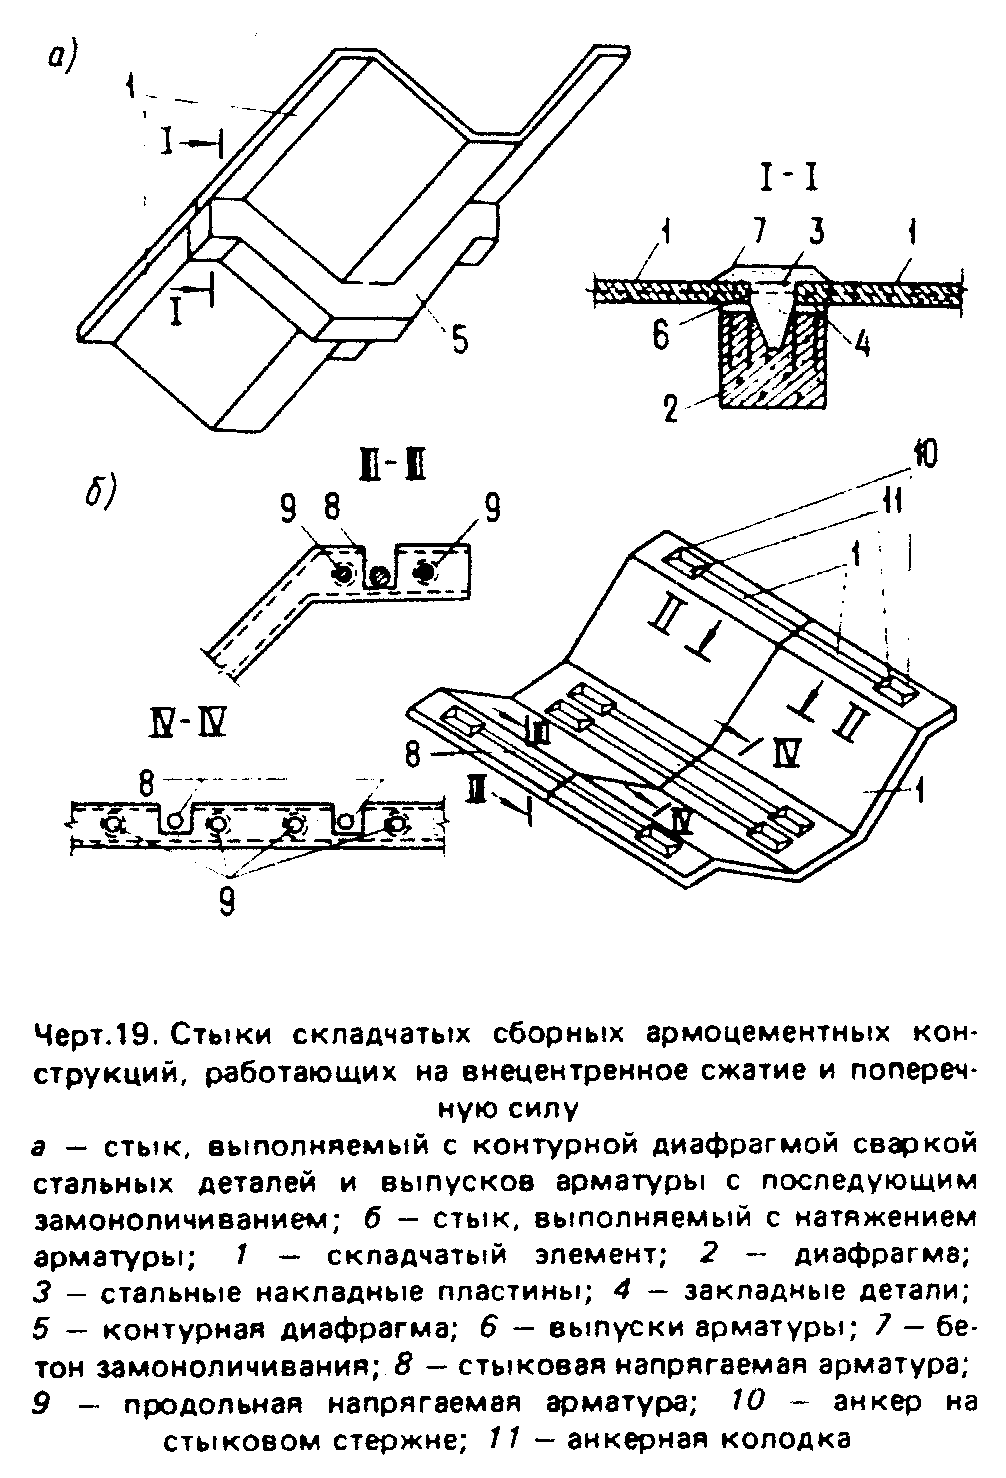 а)
1
I
I
5
I - I
1 7 3 1
6 4
2
б)
III - III
9 8 9
10
11
1
II
II
III
IV
8
III
IV
1
IV - IV
8
9
Черт.19. Стыки складчатых сборных армоцементных кон-
струкций, работающих на внецентренное сжатие и попереч-
ную силу
а — стык, выполняемый с контурной диафрагмой сваркой
стальных деталей и выпусков арматуры с последующим
замоноличиванием; б — стык, выполняемый с натяжением
арматуры; 1 — складчатый элемент; 2 — диафрагма;
3 — стальные накладные пластины; 4 — закладные детали;
5 — контурная диафрагма; 6 — выпуски арматуры; 7 — бе-
тон замоноличивания; 8 — стыковая напрягаемая арматура;
9 — продольная напрягаемая арматура; 10 — анкер на
стыковом стержне; 11 — анкерная колодка